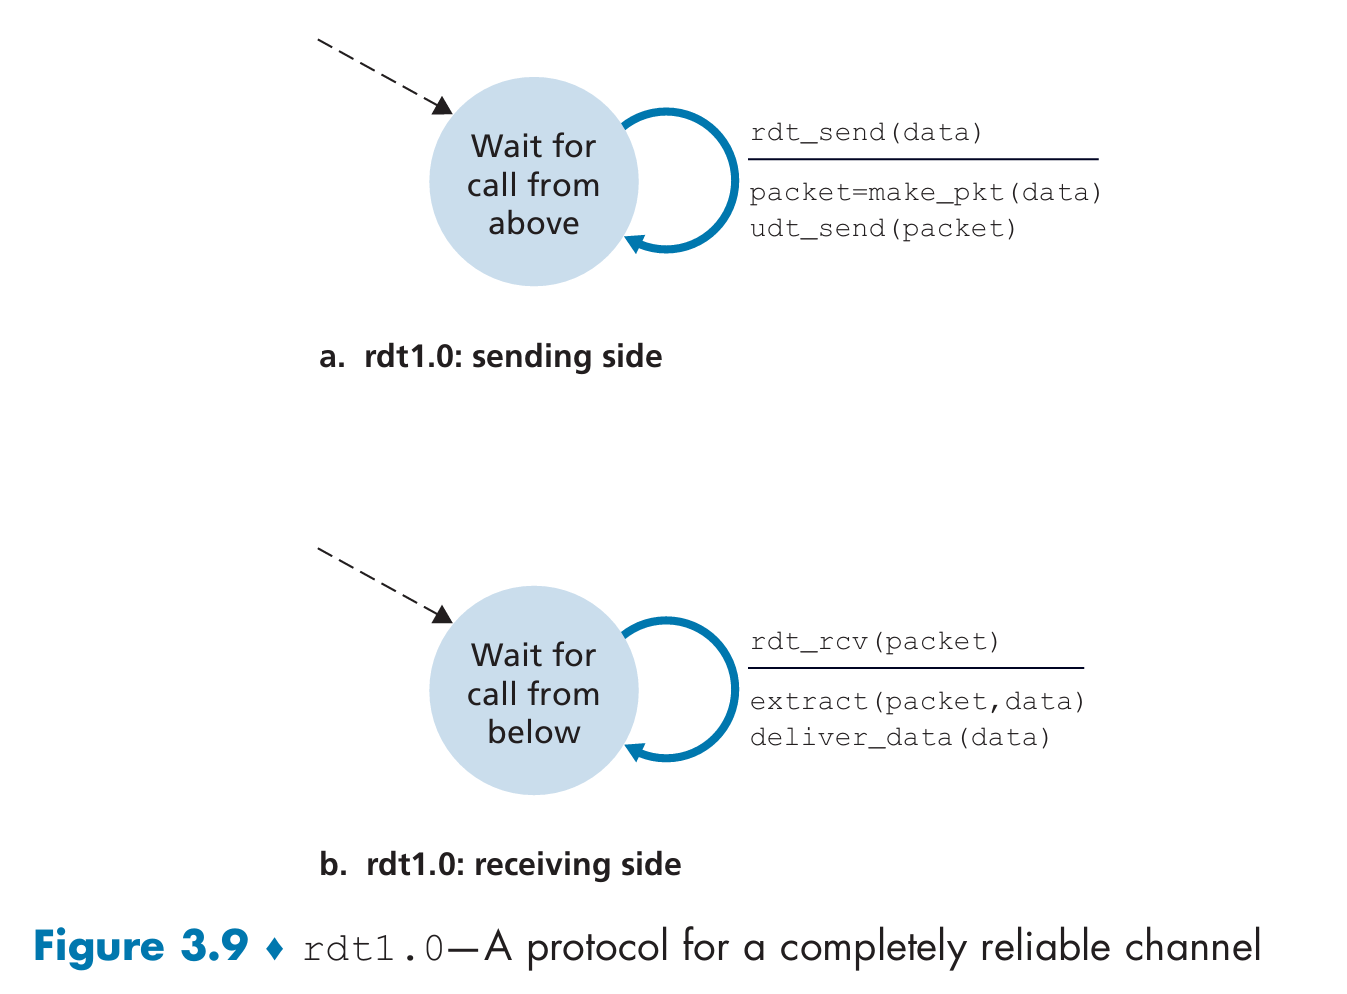 Wait for
call from
above
rdt_send(data)
packet=make_pkt(data)
udt_send(packet)
a. rdt1.0: sending side
Wait for
call from
below
rdt_rcv(packet)
extract(packet,data)
deliver_data(data)
b. rdt1.0: receiving side
Figure 3.9 ♦ rdt1.0—A protocol for a completely reliable channel